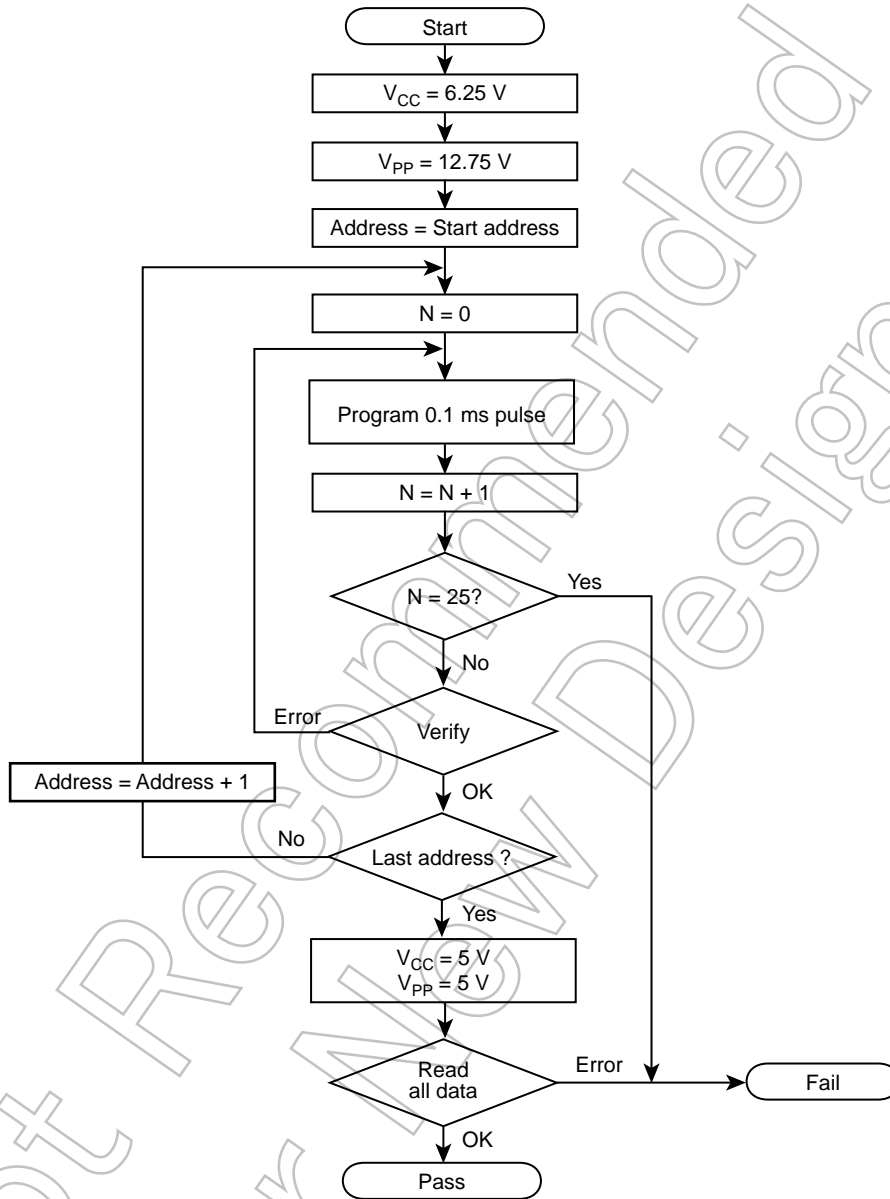 Start
VCC = 6.25 V
VPP = 12.75 V
Address = Start address
N = 0
Program 0.1 ms pulse
N = N + 1
N = 25?
Yes
No
Error
Verify
Address = Address + 1
OK
No
Last address ?
Yes
VCC = 5 V
VPP = 5 V
Read
all data
Error
Fail
OK
Pass
Recommended
New Design